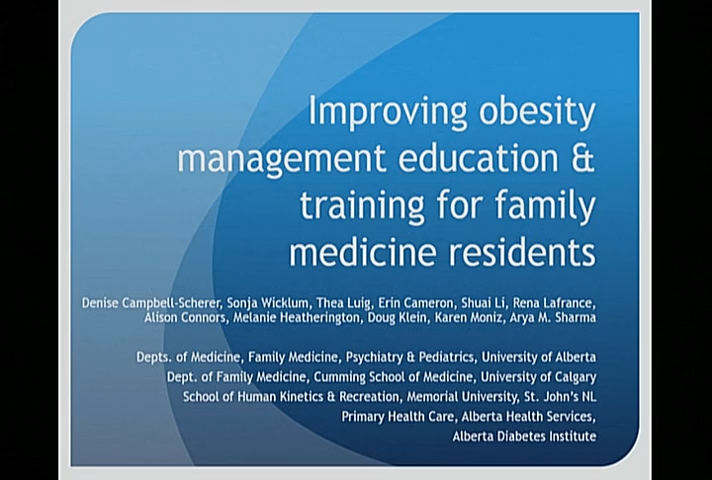 Improving obesity
management education &
training for family
medicine residents
Denise Campbell-Scherer, Sonja Wicklum, Thea Luig, Erin Cameron, Shuai Li, Rena Lafrance,
Alison Connors, Melanie Heatherington, Doug Klein, Karen Moniz, Arya M. Sharma
Depts. of Medicine, Family Medicine, Psychiatry & Pediatrics, University of Alberta
Dept. of Family Medicine, Cumming School of Medicine, University of Calgary
School of Human Kinetics & Recreation, Memorial University, St. John's NL
Primary Health Care, Alberta Health Services,
Alberta Diabetes Institute